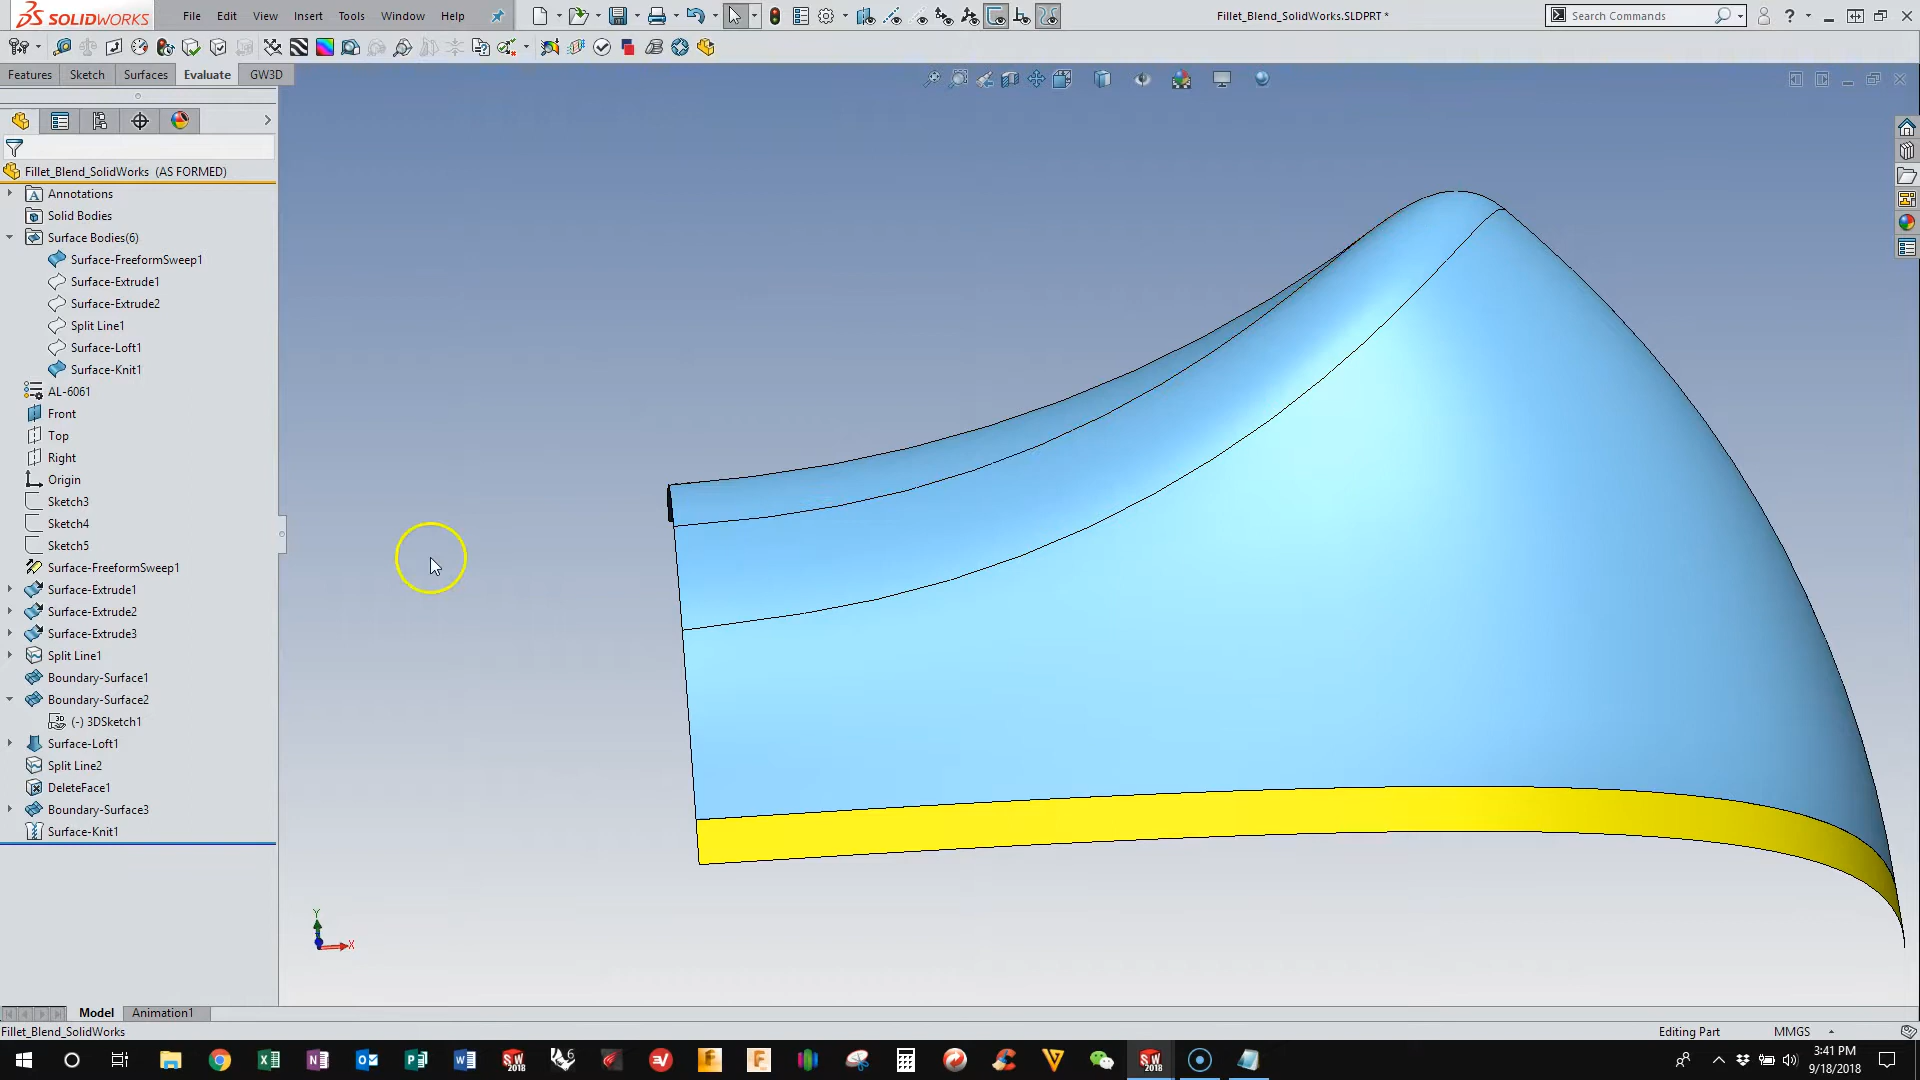 SOLIDWORKS File Edit View Insert Tools Window Help Fillet_Blend_SolidWorks.SLDPRT * Search Commands ?
Features Sketch Surfaces Evaluate GW3D
Fillet_Blend_SolidWorks (AS FORMED)
Annotations
Solid Bodies
Surface Bodies(6)
Surface-FreeformSweep1
Surface-Extrude1
Surface-Extrude2
Split Line1
Surface-Loft1
Surface-Knit1
AL-6061
Front
Top
Right
Origin
Sketch3
Sketch4
Sketch5
Surface-FreeformSweep1
Surface-Extrude1
Surface-Extrude2
Surface-Extrude3
Split Line1
Boundary-Surface1
Boundary-Surface2
(-) 3DSketch1
Surface-Loft1
Split Line2
DeleteFace1
Boundary-Surface3
Surface-Knit1
Y
X
Model Animation1
Fillet_Blend_SolidWorks Editing Part MMGS
3:41 PM
9/18/2018